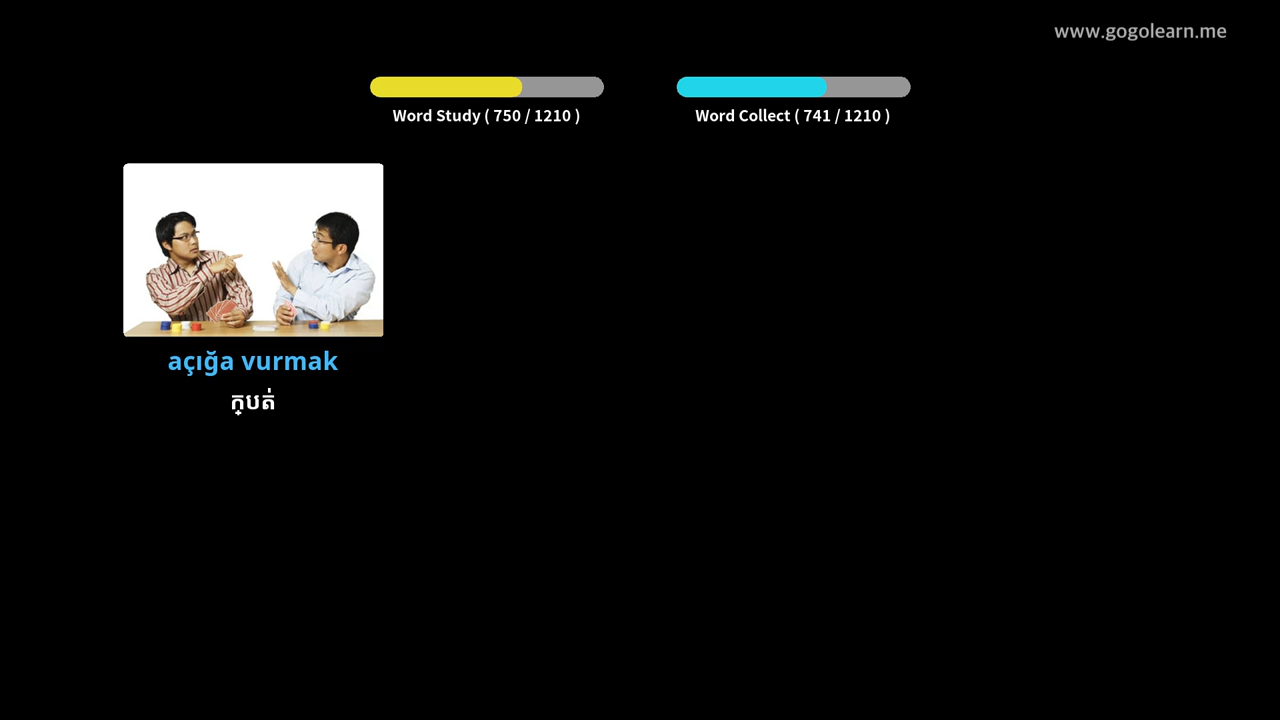 www.gogolearn.me
Word Study ( 750 / 1210 )
Word Collect ( 741 / 1210 )
açığa vurmak
ក្បត់